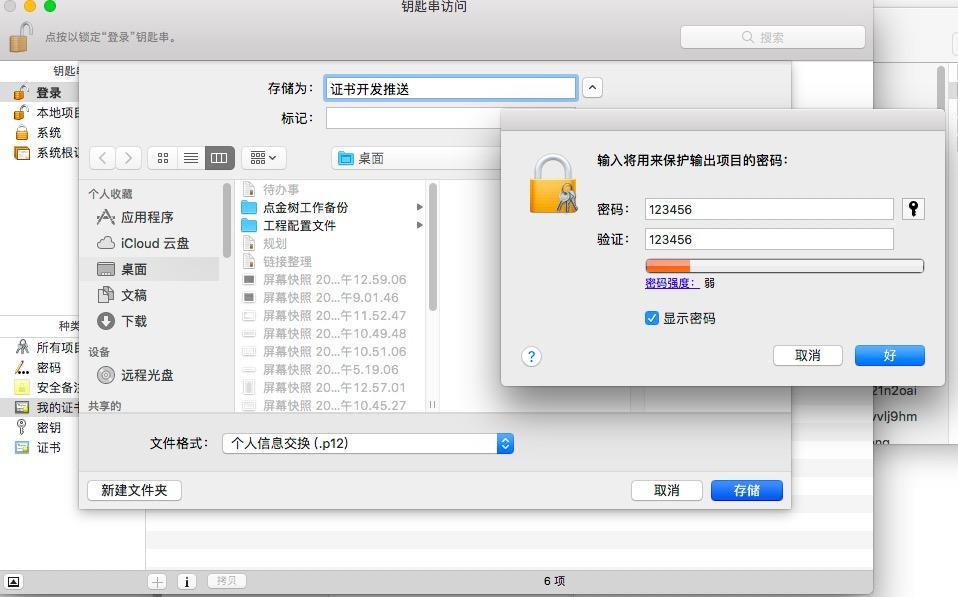 钥匙串访问
点按以锁定“登录”钥匙串。
搜索
钥匙串
登录
本地项目
系统
系统根证
存储为：
证书开发推送
标记：
桌面
个人收藏
应用程序
iCloud 云盘
桌面
文稿
下载
设备
远程光盘
共享的
待办事
点金树工作备份
工程配置文件
规划
链接整理
屏幕快照 20...午12.59.06
屏幕快照 20...午9.01.46
屏幕快照 20...午11.52.47
屏幕快照 20...午10.49.48
屏幕快照 20...午10.51.06
屏幕快照 20...午5.19.06
屏幕快照 20...午12.57.01
屏幕快照 20...午10.45.27
输入将用来保护输出项目的密码：
密码：
123456
验证：
123456
密码强度： 弱
显示密码
?
取消
好
种类
所有项目
密码
安全备注
我的证书
密钥
证书
文件格式：
个人信息交换 (.p12)
新建文件夹
取消
存储
拷贝
6 项
21n2oai
vvlj9hm